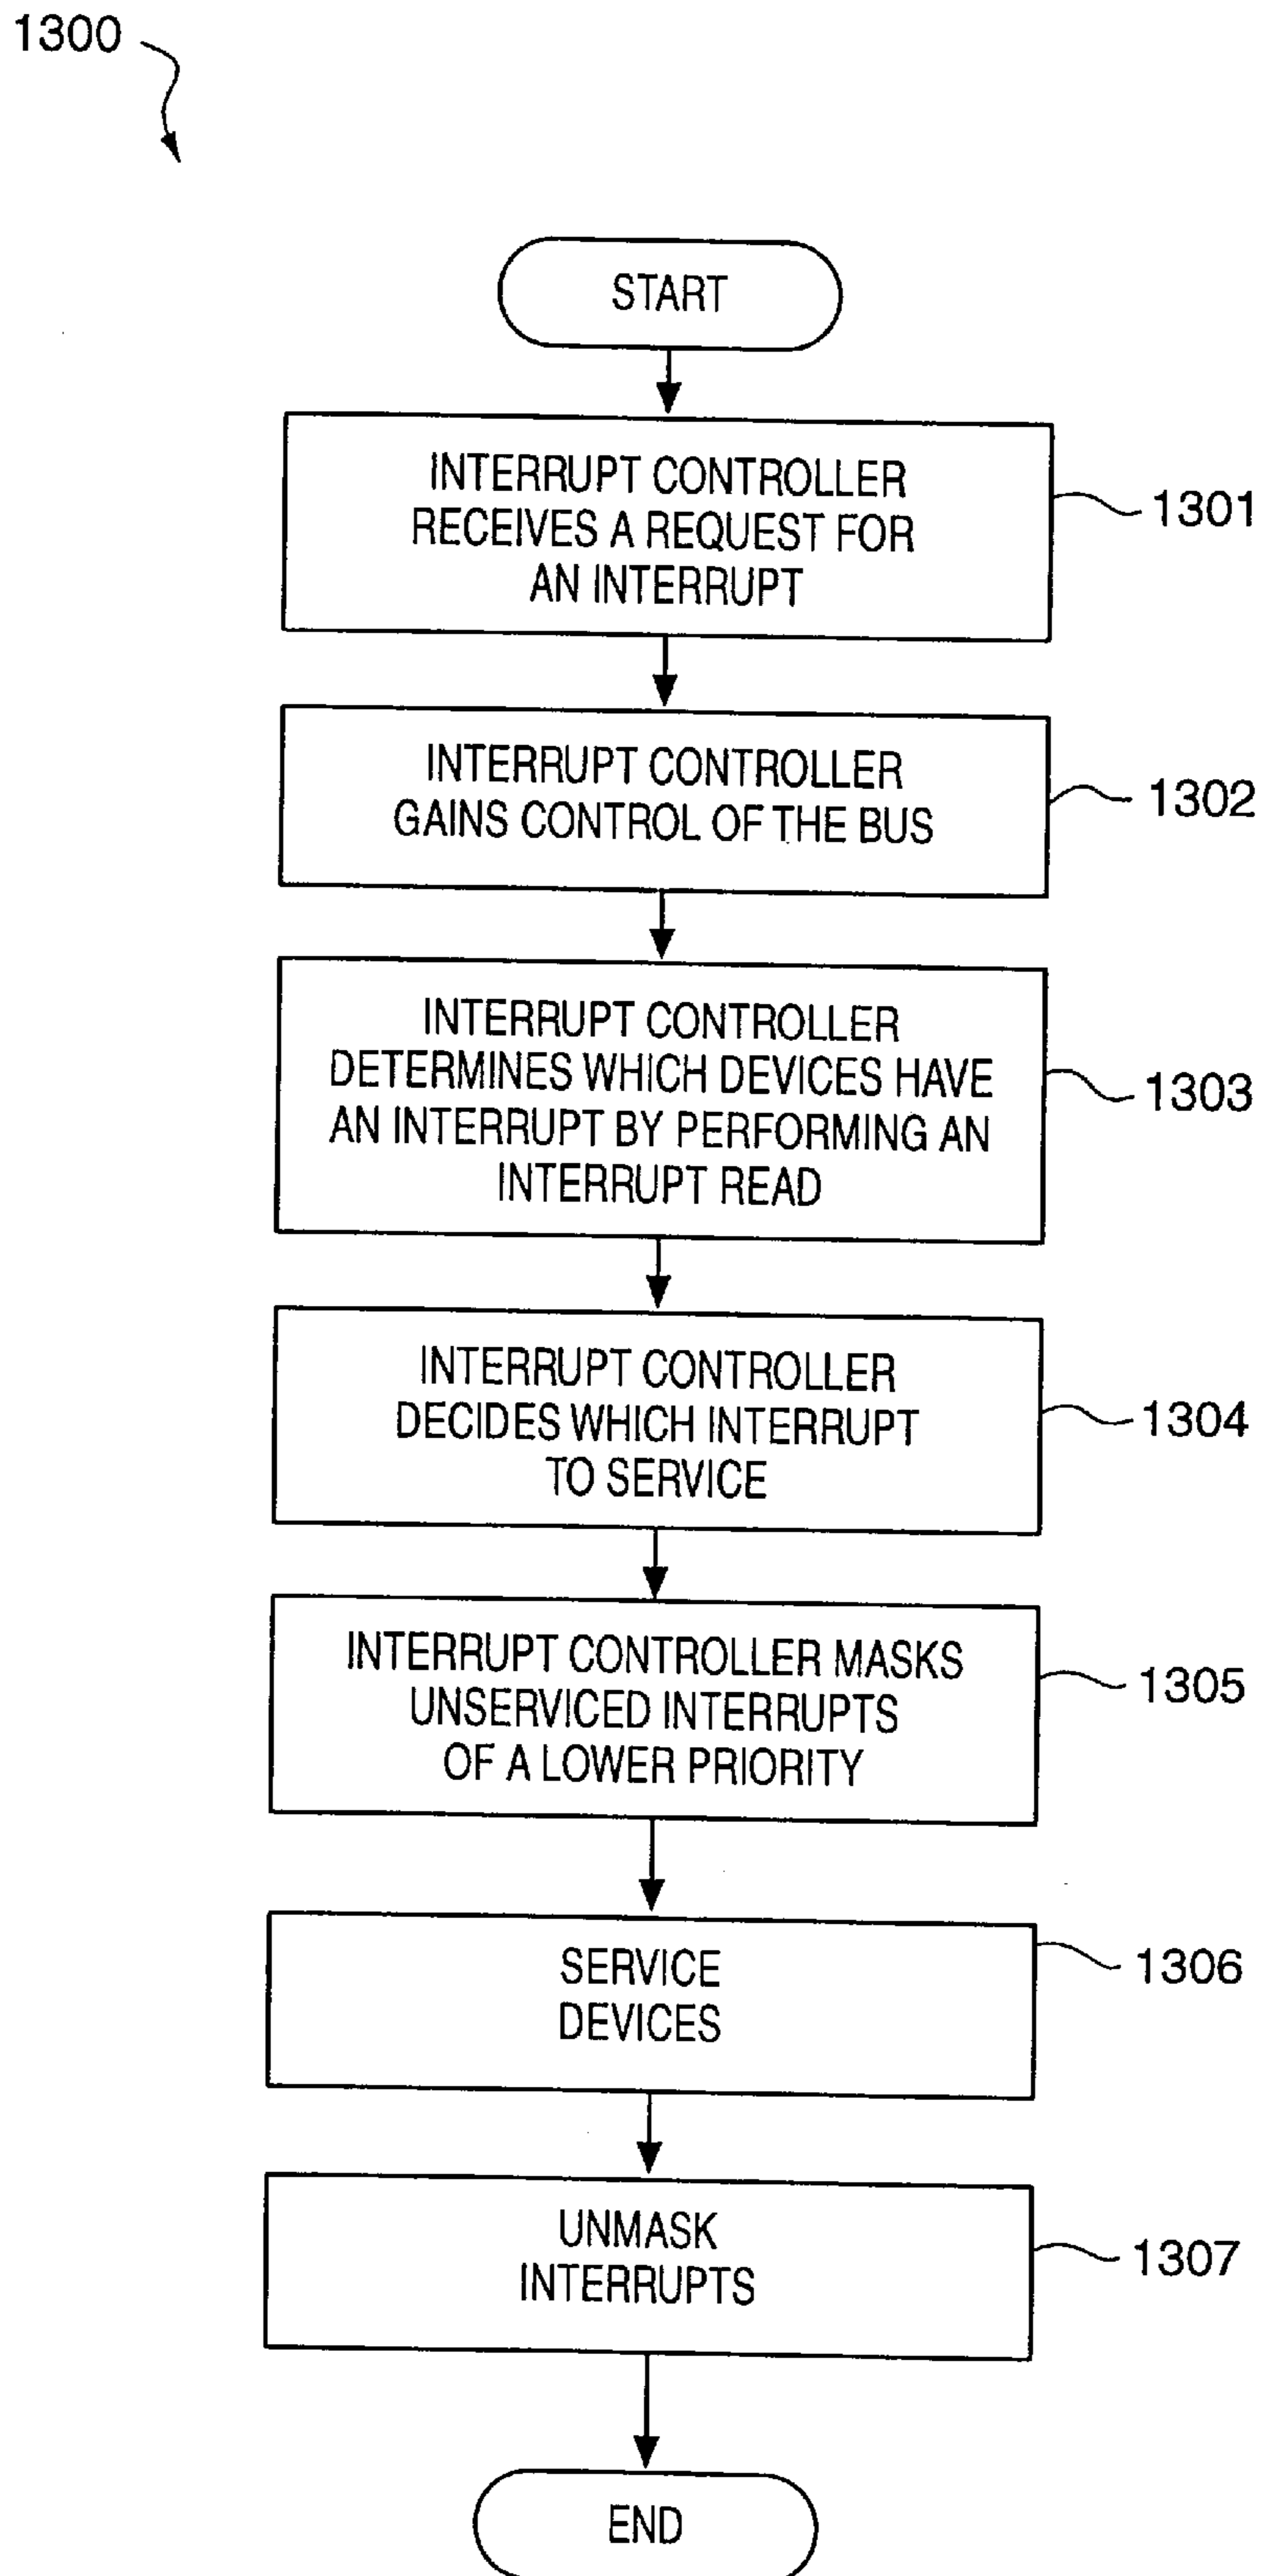 1300
START
INTERRUPT CONTROLLER
RECEIVES A REQUEST FOR
AN INTERRUPT
1301
INTERRUPT CONTROLLER
GAINS CONTROL OF THE BUS
1302
INTERRUPT CONTROLLER
DETERMINES WHICH DEVICES HAVE
AN INTERRUPT BY PERFORMING AN
INTERRUPT READ
1303
INTERRUPT CONTROLLER
DECIDES WHICH INTERRUPT
TO SERVICE
1304
INTERRUPT CONTROLLER MASKS
UNSERVICED INTERRUPTS
OF A LOWER PRIORITY
1305
SERVICE
DEVICES
1306
UNMASK
INTERRUPTS
1307
END